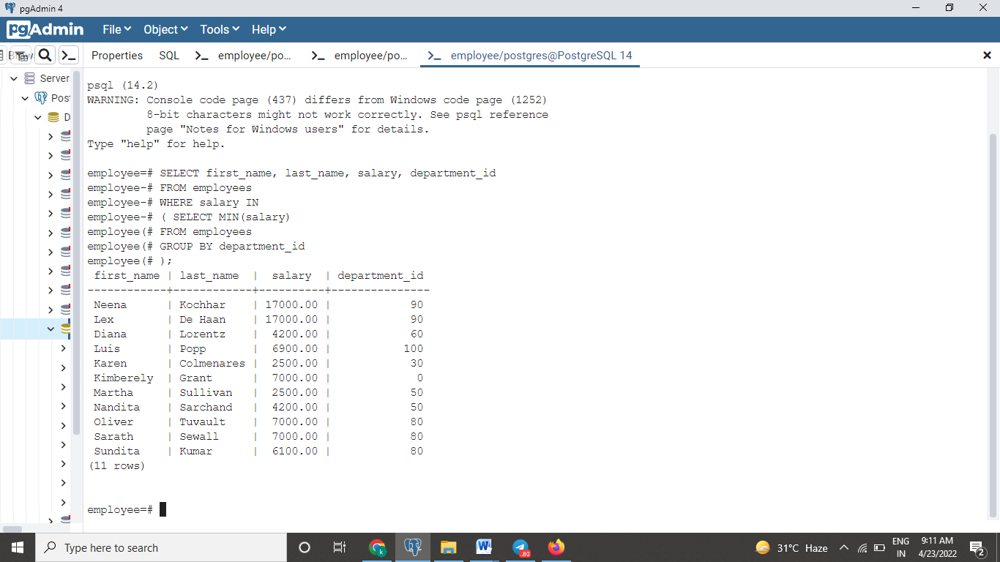 pgAdmin 4
pgAdmin File Object Tools Help
Properties SQL employee/po... employee/po... employee/postgres@PostgreSQL 14
Server
Pos
D
psql (14.2)
WARNING: Console code page (437) differs from Windows code page (1252)
8-bit characters might not work correctly. See psql reference
page "Notes for Windows users" for details.
Type "help" for help.
employee=# SELECT first_name, last_name, salary, department_id
employee-# FROM employees
employee-# WHERE salary IN
employee-# ( SELECT MIN(salary)
employee(# FROM employees
employee(# GROUP BY department_id
employee(# );
first_name | last_name | salary | department_id
------------+------------+----------+---------------
Neena | Kochhar | 17000.00 | 90
Lex | De Haan | 17000.00 | 90
Diana | Lorentz | 4200.00 | 60
Luis | Popp | 6900.00 | 100
Karen | Colmenares | 2500.00 | 30
Kimberely | Grant | 7000.00 | 0
Martha | Sullivan | 2500.00 | 50
Nandita | Sarchand | 4200.00 | 50
Oliver | Tuvault | 7000.00 | 80
Sarath | Sewall | 7000.00 | 80
Sundita | Kumar | 6100.00 | 80
(11 rows)
employee=#
Type here to search
k
W
80
31°C Haze
ENG
IN
9:11 AM
4/23/2022
2